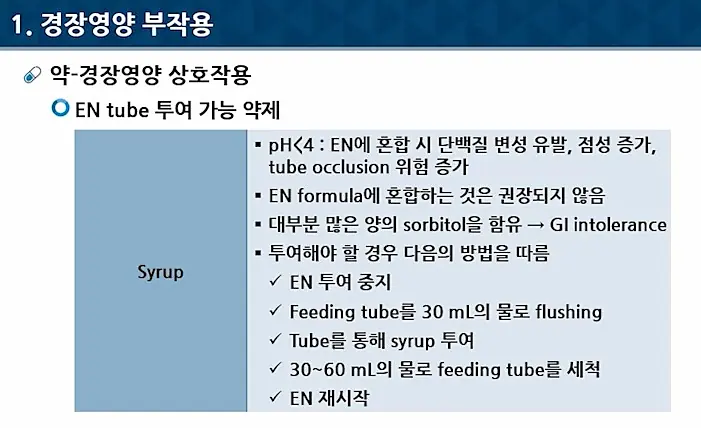 1. 경장영양 부작용
약-경장영양 상호작용
EN tube 투여 가능 약제
Syrup
▪ pH<4 : EN에 혼합 시 단백질 변성 유발, 점성 증가,
tube occlusion 위험 증가
▪ EN formula에 혼합하는 것은 권장되지 않음
▪ 대부분 많은 양의 sorbitol을 함유 → GI intolerance
▪ 투여해야 할 경우 다음의 방법을 따름
✓ EN 투여 중지
✓ Feeding tube를 30 mL의 물로 flushing
✓ Tube를 통해 syrup 투여
✓ 30~60 mL의 물로 feeding tube를 세척
✓ EN 재시작